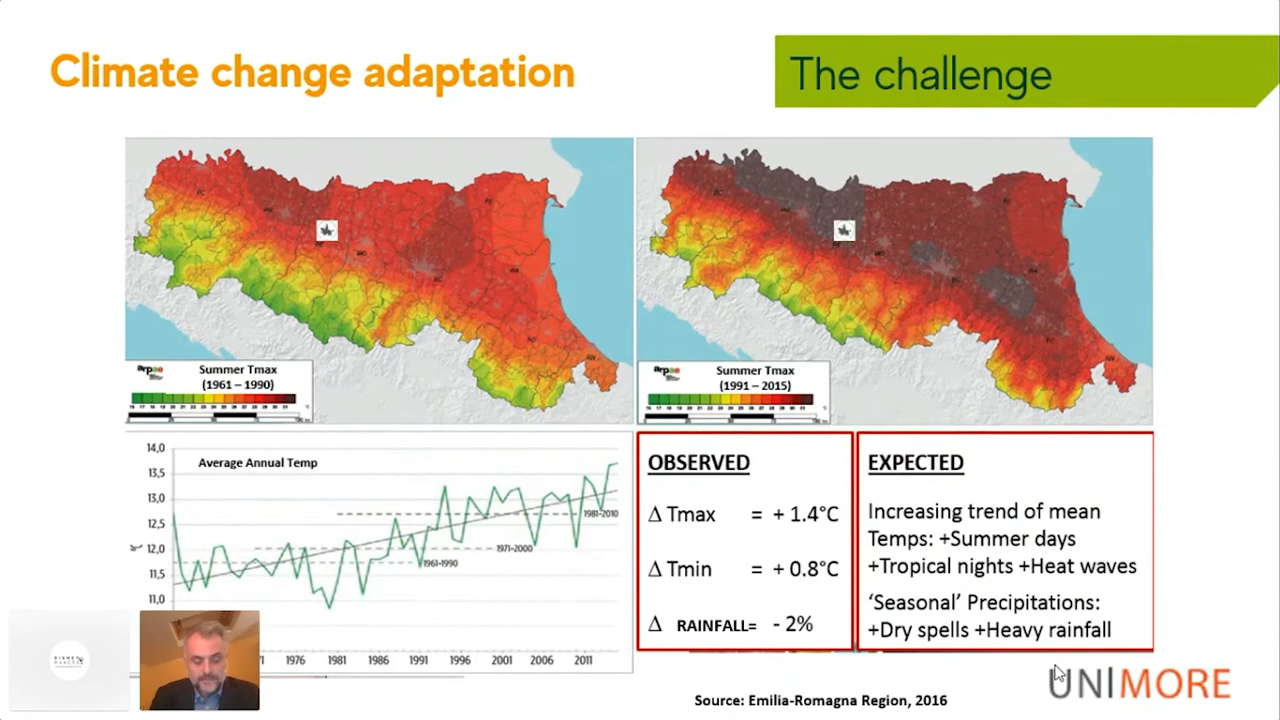 Climate change adaptation
The challenge
Summer Tmax
(1961 – 1990)
Summer Tmax
(1991 – 2015)
14,0
13,5
13,0
12,5
12,0
11,5
11,0
Average Annual Temp
1981-2010
1971-2000
1961-1990
°C
1976 1981 1986 1991 1996 2001 2006 2011
OBSERVED
Δ Tmax = + 1.4°C
Δ Tmin = + 0.8°C
Δ RAINFALL= - 2%
EXPECTED
Increasing trend of mean
Temps: +Summer days
+Tropical nights +Heat waves
‘Seasonal’ Precipitations:
+Dry spells +Heavy rainfall
UNIMORE
Source: Emilia-Romagna Region, 2016